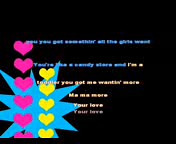 you you got somethin' all the girls want
You're like a candy store and I'm a
toddler you got me wantin' more
Ma ma more
Your love
Your love